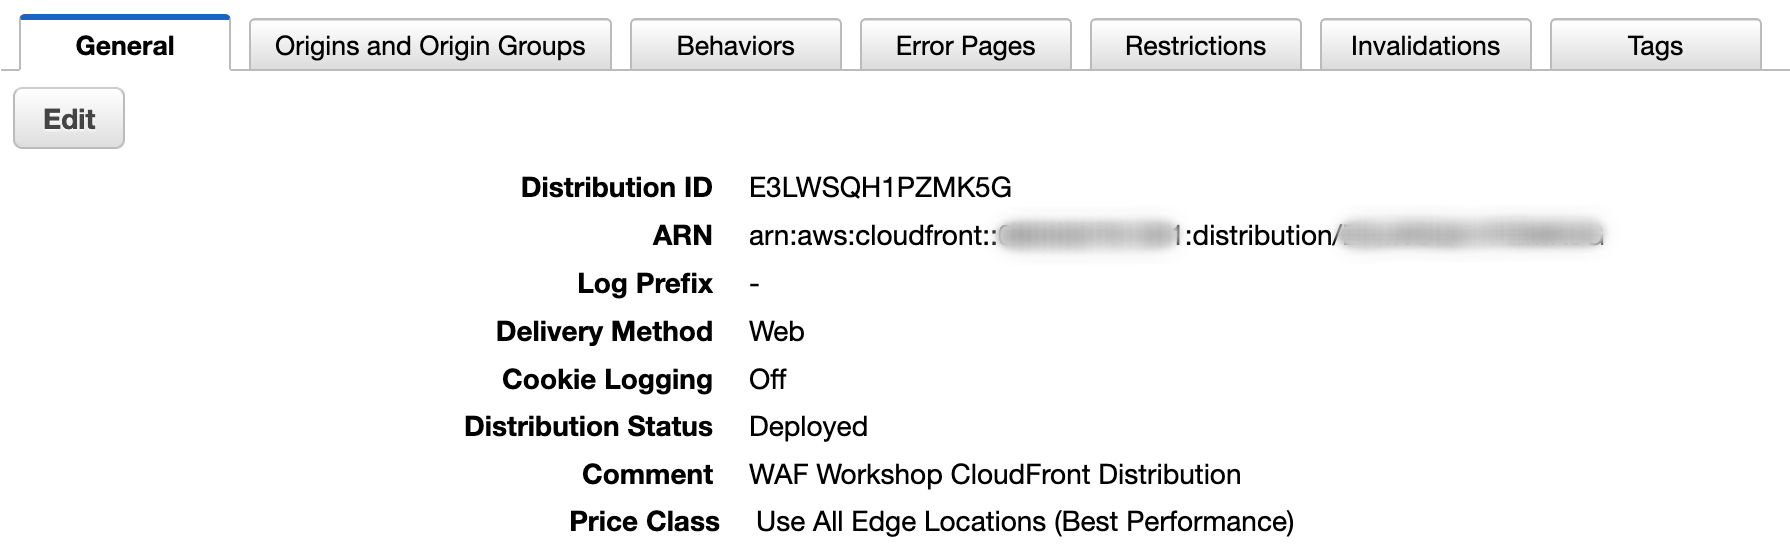 General Origins and Origin Groups Behaviors Error Pages Restrictions Invalidations Tags
Edit
Distribution ID E3LWSQH1PZMK5G
ARN arn:aws:cloudfront:: 1:distribution/
Log Prefix -
Delivery Method Web
Cookie Logging Off
Distribution Status Deployed
Comment WAF Workshop CloudFront Distribution
Price Class Use All Edge Locations (Best Performance)